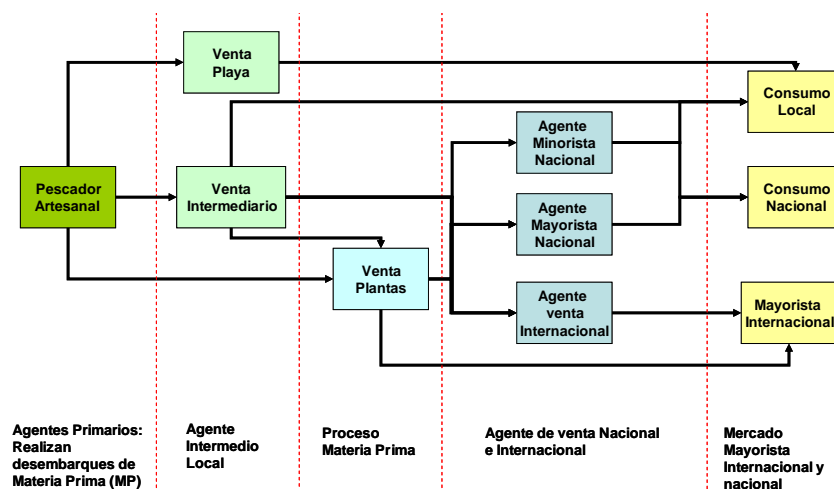 Venta
Playa
Consumo
Local
Agente
Minorista
Nacional
Pescador
Artesanal
Venta
Intermediario
Agente
Mayorista
Nacional
Consumo
Nacional
Venta
Plantas
Agente
venta
Internacional
Mayorista
Internacional
Agentes Primarios:
Realizan
desembarques de
Materia Prima (MP)
Agente
Intermedio
Local
Proceso
Materia Prima
Agente de venta Nacional
e Internacional
Mercado
Mayorista
Internacional y
nacional